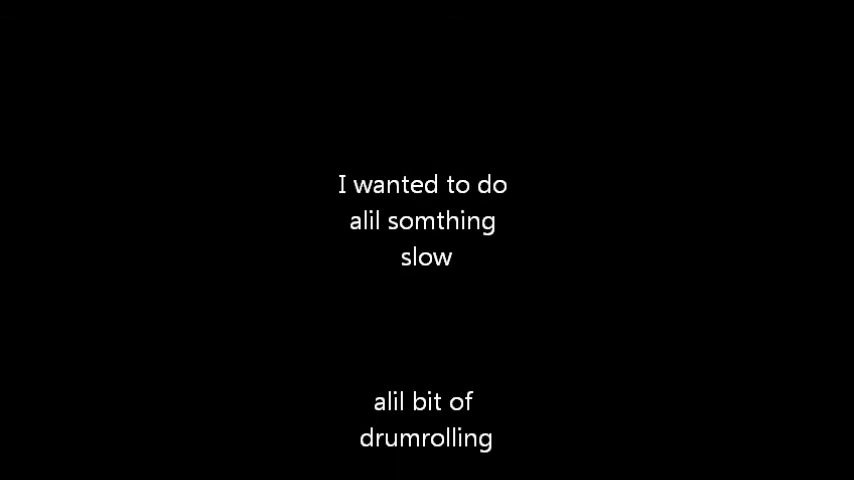 I wanted to do
alil somthing
slow
alil bit of
drumrolling